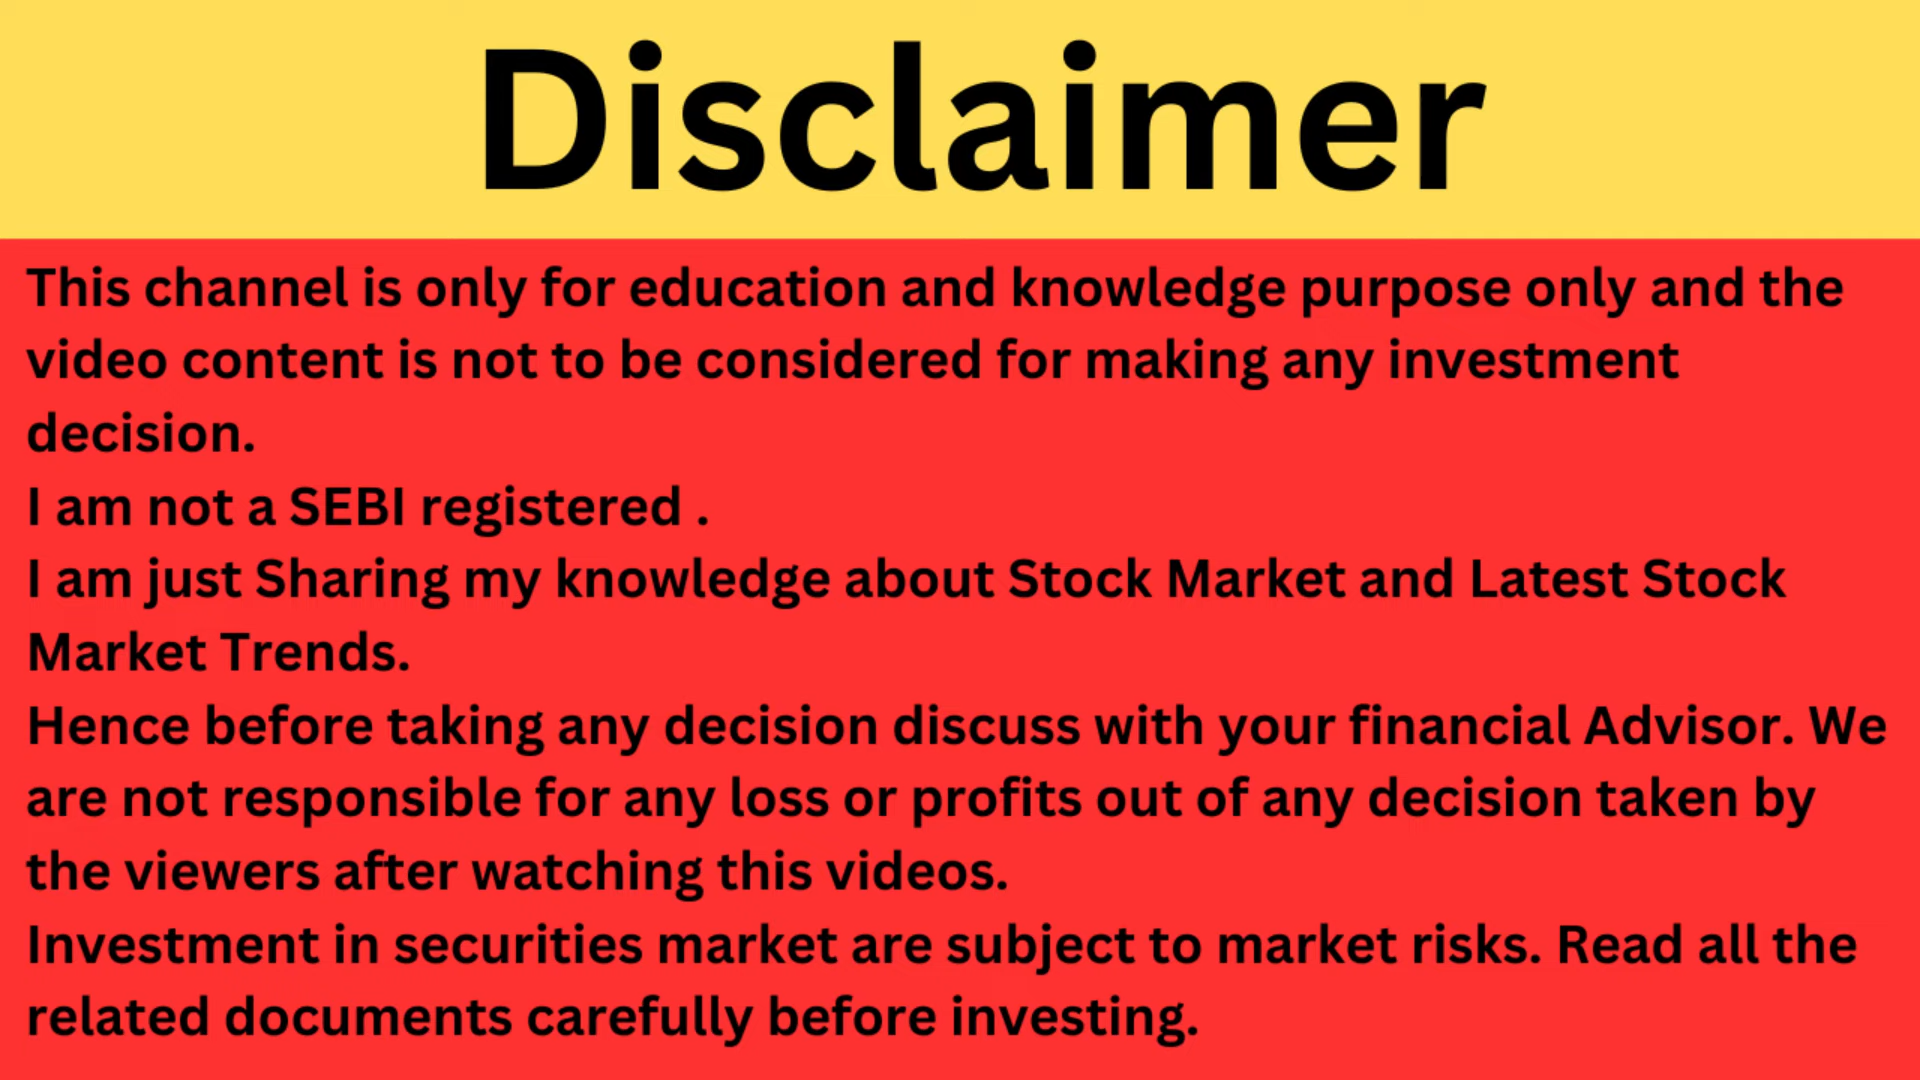 Disclaimer
This channel is only for education and knowledge purpose only and the
video content is not to be considered for making any investment
decision.
I am not a SEBI registered .
I am just Sharing my knowledge about Stock Market and Latest Stock
Market Trends.
Hence before taking any decision discuss with your financial Advisor. We
are not responsible for any loss or profits out of any decision taken by
the viewers after watching this videos.
Investment in securities market are subject to market risks. Read all the
related documents carefully before investing.